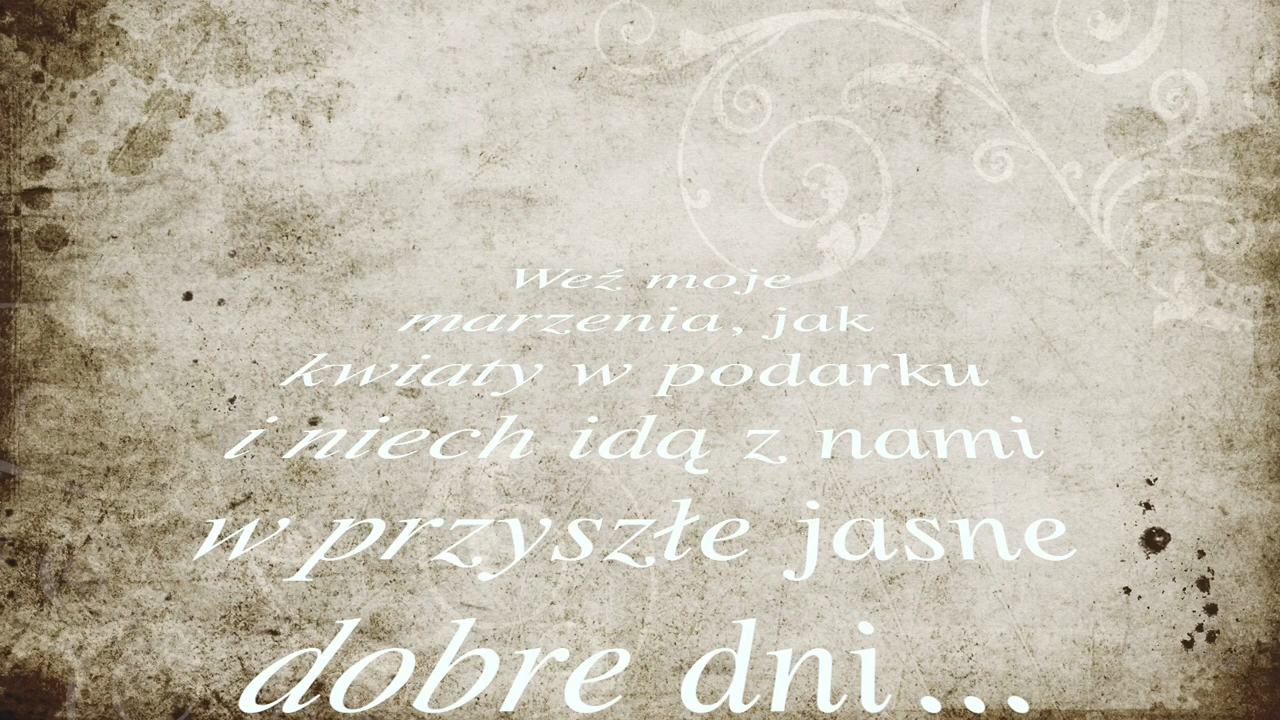 Weź moje
marzenia, jak
kwiaty w podarku
i niech idą z nami
w przyszłe jasne
dobre dni...